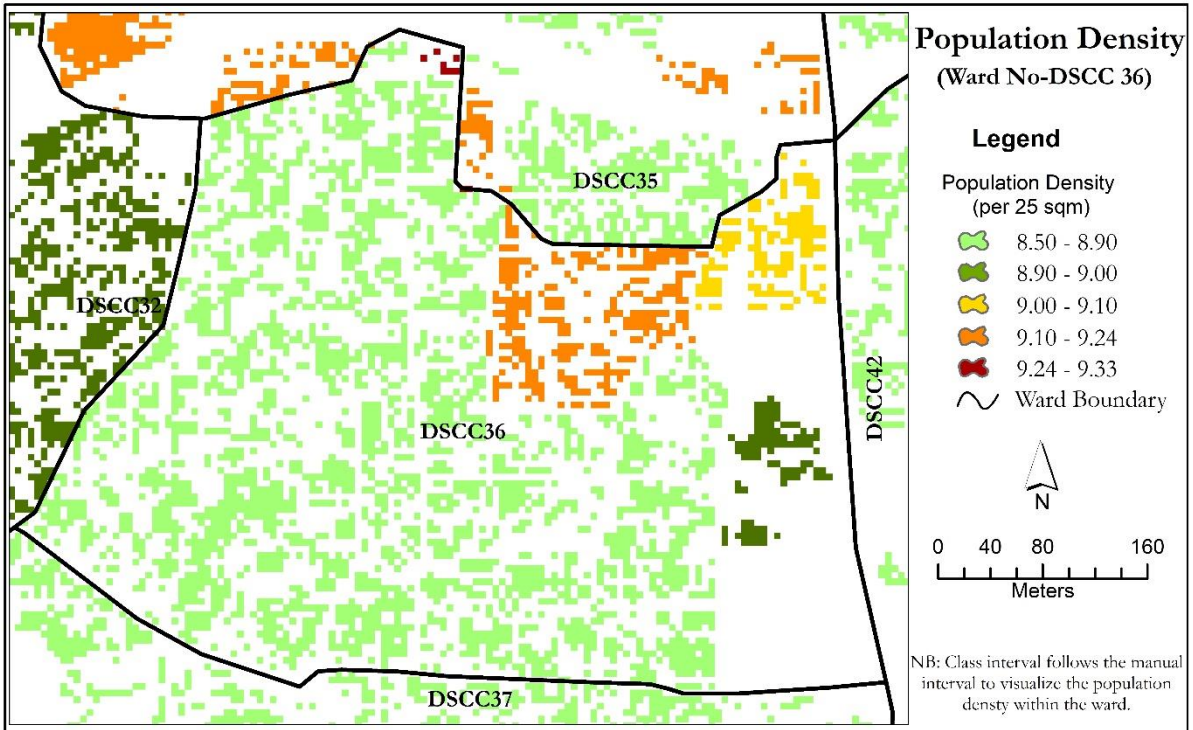 Population Density
(Ward No-DSCC 36)
Legend
Population Density
(per 25 sqm)
8.50 - 8.90
8.90 - 9.00
9.00 - 9.10
9.10 - 9.24
9.24 - 9.33
Ward Boundary
N
0 40 80 160
Meters
NB: Class interval follows the manual
interval to visualize the population
densty within the ward.
DSCC35
DSCC32
DSCC42
DSCC36
DSCC37